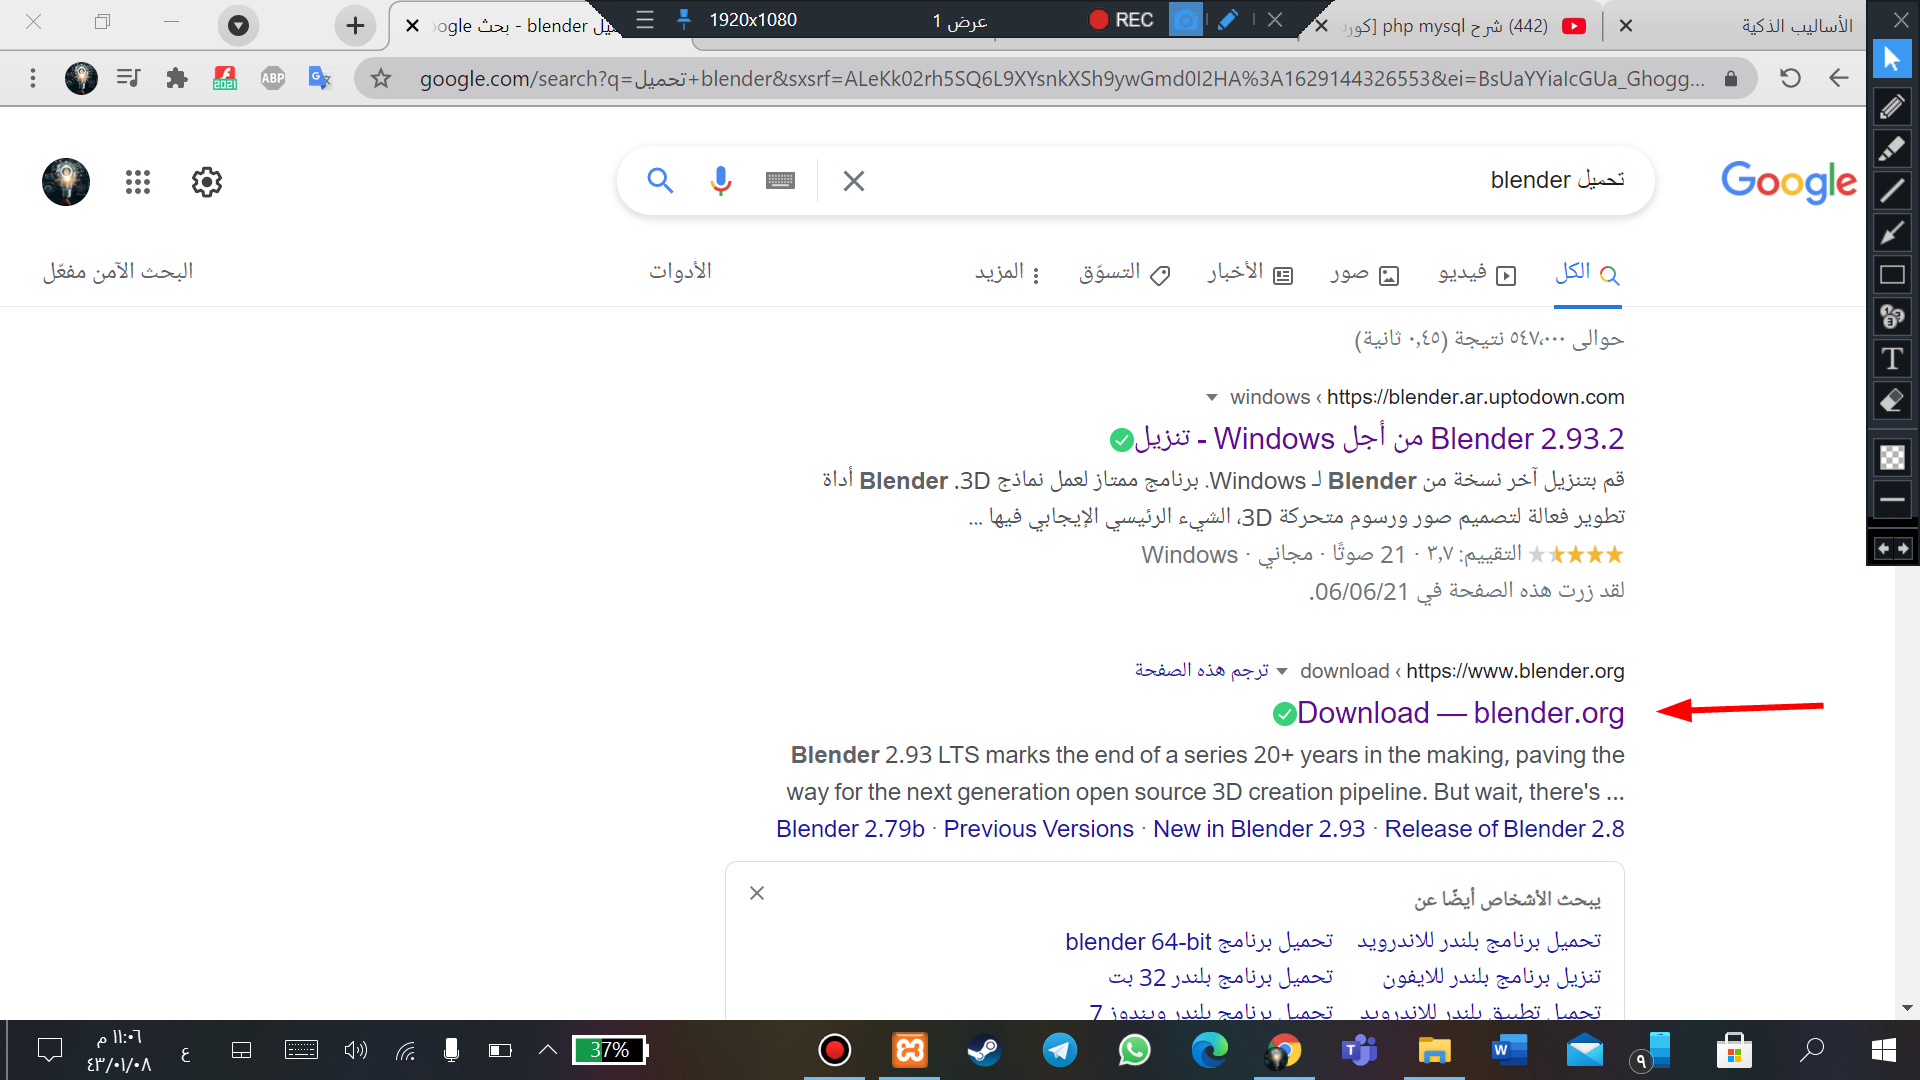 الأساليب الذكية
(442) شرح php mysql [كور
1920x1080
عرض 1
REC
google.com/search?q=تحميل+blender&sxsrf=ALeKk02rh5SQ6L9XYsnkXSh9ywGmd0I2HA%3A1629144326553&ei=BsUaYYiaIcGUa_Ghogg...
Google
تحميل blender
الكل
فيديو
صور
الأخبار
التسوّق
المزيد
الأدوات
البحث الآمن مفعّل
حوالى ٥٤٧،٠٠٠ نتيجة (٠,٤٥ ثانية)
https://blender.ar.uptodown.com › windows
Blender 2.93.2 من أجل Windows - تنزيل
قم بتنزيل آخر نسخة من Blender لـ Windows. برنامج ممتاز لعمل نماذج 3D. Blender أداة
تطوير فعالة لتصميم صور ورسوم متحركة 3D، الشيء الرئيسي الإيجابي فيها ...
التقييم: ٣,٧ · 21 صوتًا · مجاني · Windows
لقد زرت هذه الصفحة في 06/06/21.
https://www.blender.org › download
ترجم هذه الصفحة
Download — blender.org
Blender 2.93 LTS marks the end of a series 20+ years in the making, paving the
way for the next generation open source 3D creation pipeline. But wait, there's ...
Blender 2.79b · Previous Versions · New in Blender 2.93 · Release of Blender 2.8
يبحث الأشخاص أيضًا عن
تحميل برنامج بلندر للاندرويد
تحميل برنامج blender 64-bit
تنزيل برنامج بلندر للايفون
تحميل برنامج بلندر 32 بت
تحميل تطبيق بلندر للاندرويد
تحميل برنامج بلندر ويندوز 7
37%
ع
١١:٠٦ م
٤٣/٠١/٠٨
٩